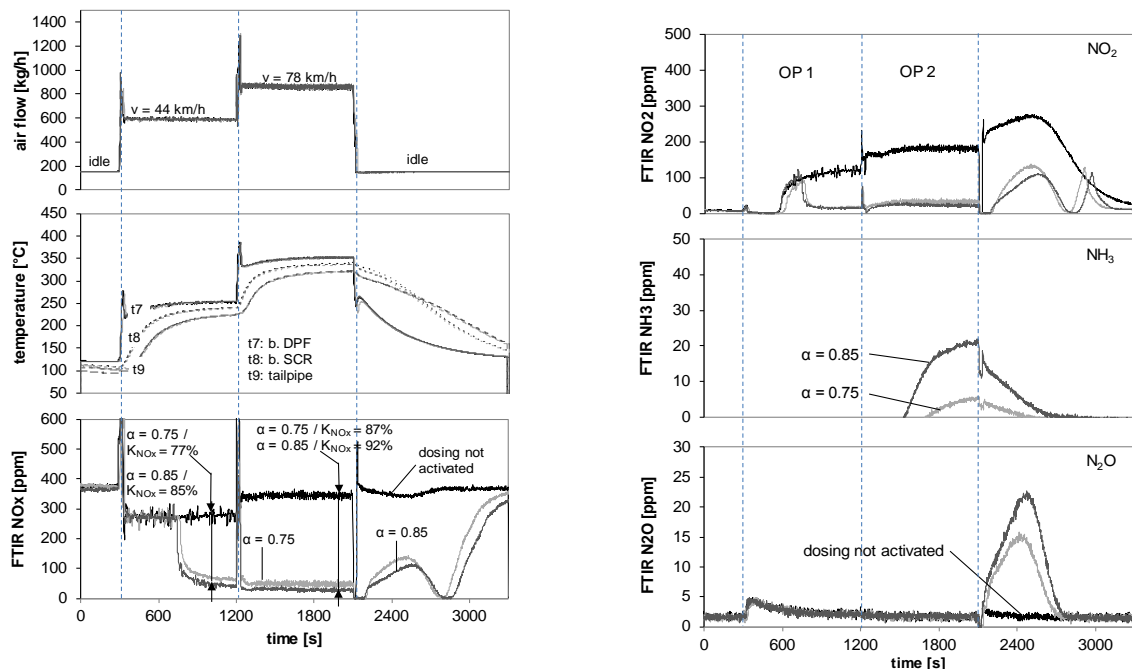 1400
1200
1000
800
600
400
200
0
air flow [kg/h]
v = 78 km/h
v = 44 km/h
idle
idle
450
400
350
300
250
200
150
100
50
temperature [°C]
t7
t8
t9
t7: b. DPF
t8: b. SCR
t9: tailpipe
600
500
400
300
200
100
0
FTIR NOx [ppm]
α = 0.75 /
KNOx = 77%
α = 0.85 /
KNOx = 85%
α = 0.75 / KNOx = 87%
α = 0.85 / KNOx = 92%
dosing not
activated
α = 0.75
α = 0.85
0 600 1200 1800 2400 3000
time [s]
500
400
300
200
100
0
FTIR NO2 [ppm]
OP 1
OP 2
NO2
50
40
30
20
10
0
FTIR NH3 [ppm]
NH3
α = 0.85
α = 0.75
30
25
20
15
10
5
0
FTIR N2O [ppm]
N2O
dosing not activated
0 600 1200 1800 2400 3000
time [s]